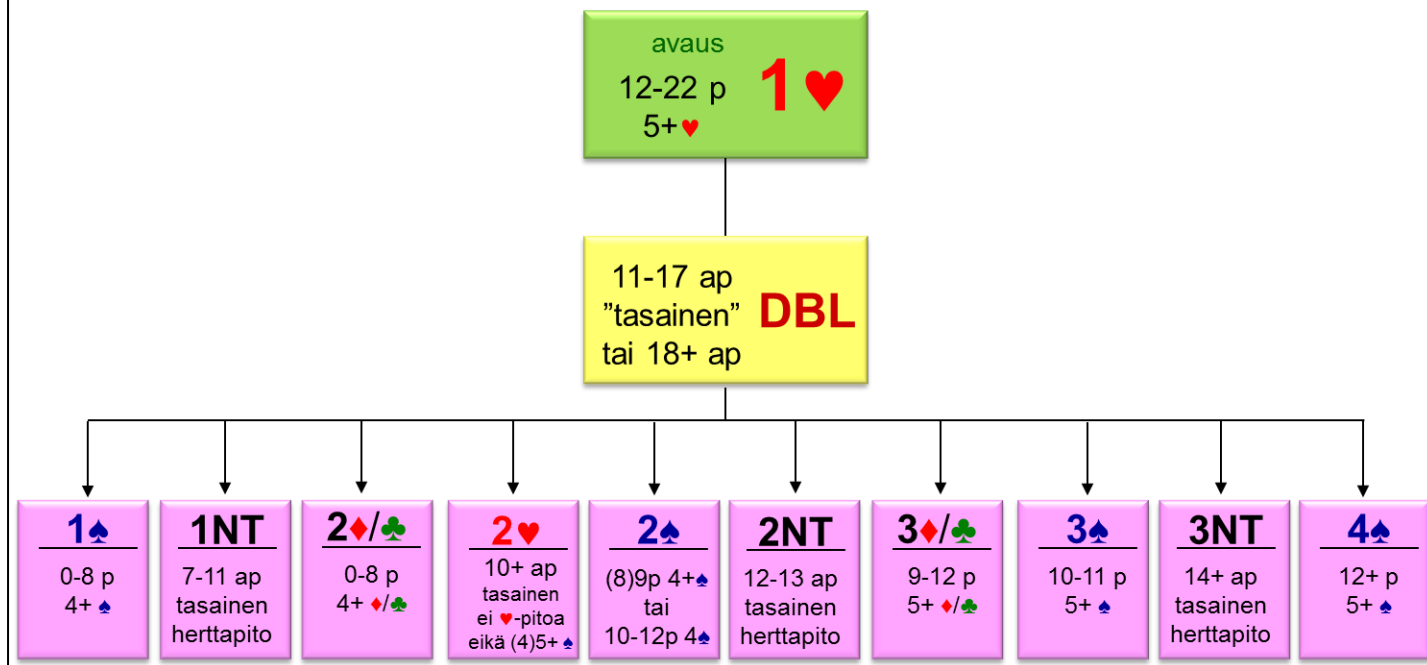 avaus
12-22 p
5+♥
1♥
11-17 ap
”tasainen”
tai 18+ ap
DBL
1♠
0-8 p
4+ ♠
1NT
7-11 ap
tasainen
herttapito
2♦/♣
0-8 p
4+ ♦/♣
2♥
10+ ap
tasainen
ei ♥-pitoa
eikä (4)5+ ♠
2♠
(8)9p 4+♠
tai
10-12p 4♠
2NT
12-13 ap
tasainen
herttapito
3♦/♣
9-12 p
5+ ♦/♣
3♠
10-11 p
5+ ♠
3NT
14+ ap
tasainen
herttapito
4♠
12+ p
5+ ♠